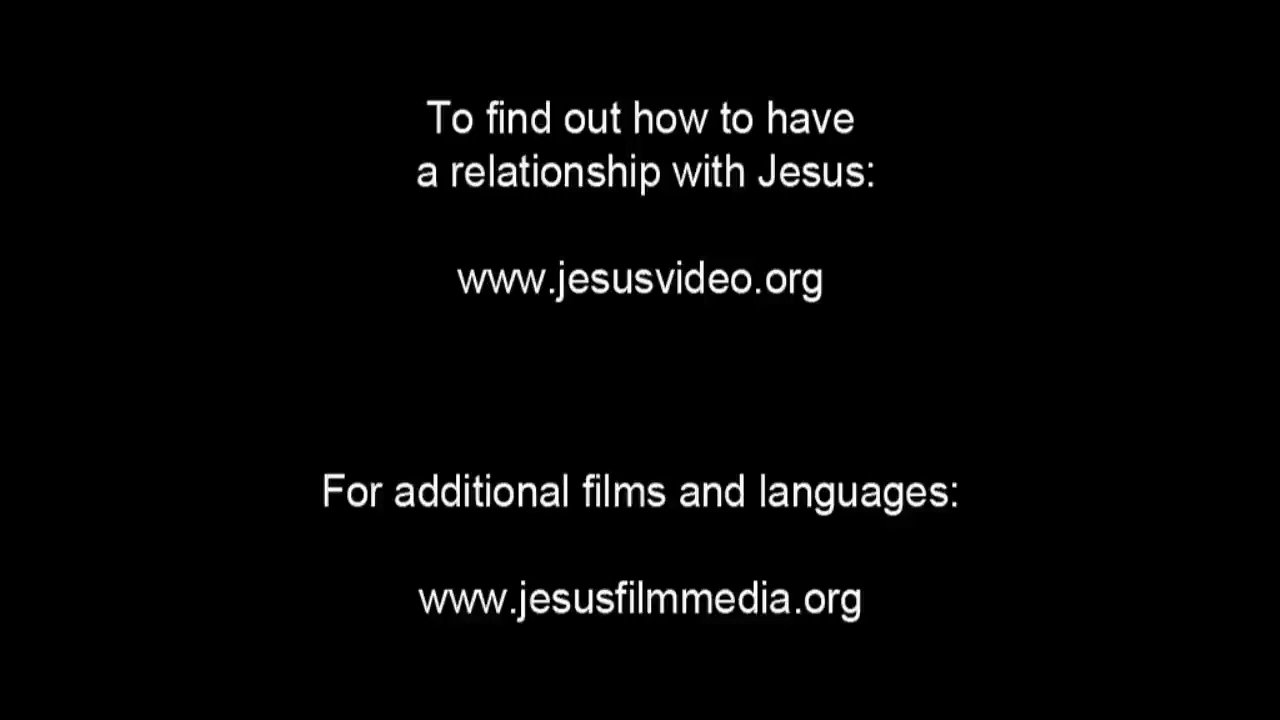 To find out how to have
a relationship with Jesus:
www.jesusvideo.org
For additional films and languages:
www.jesusfilmmedia.org